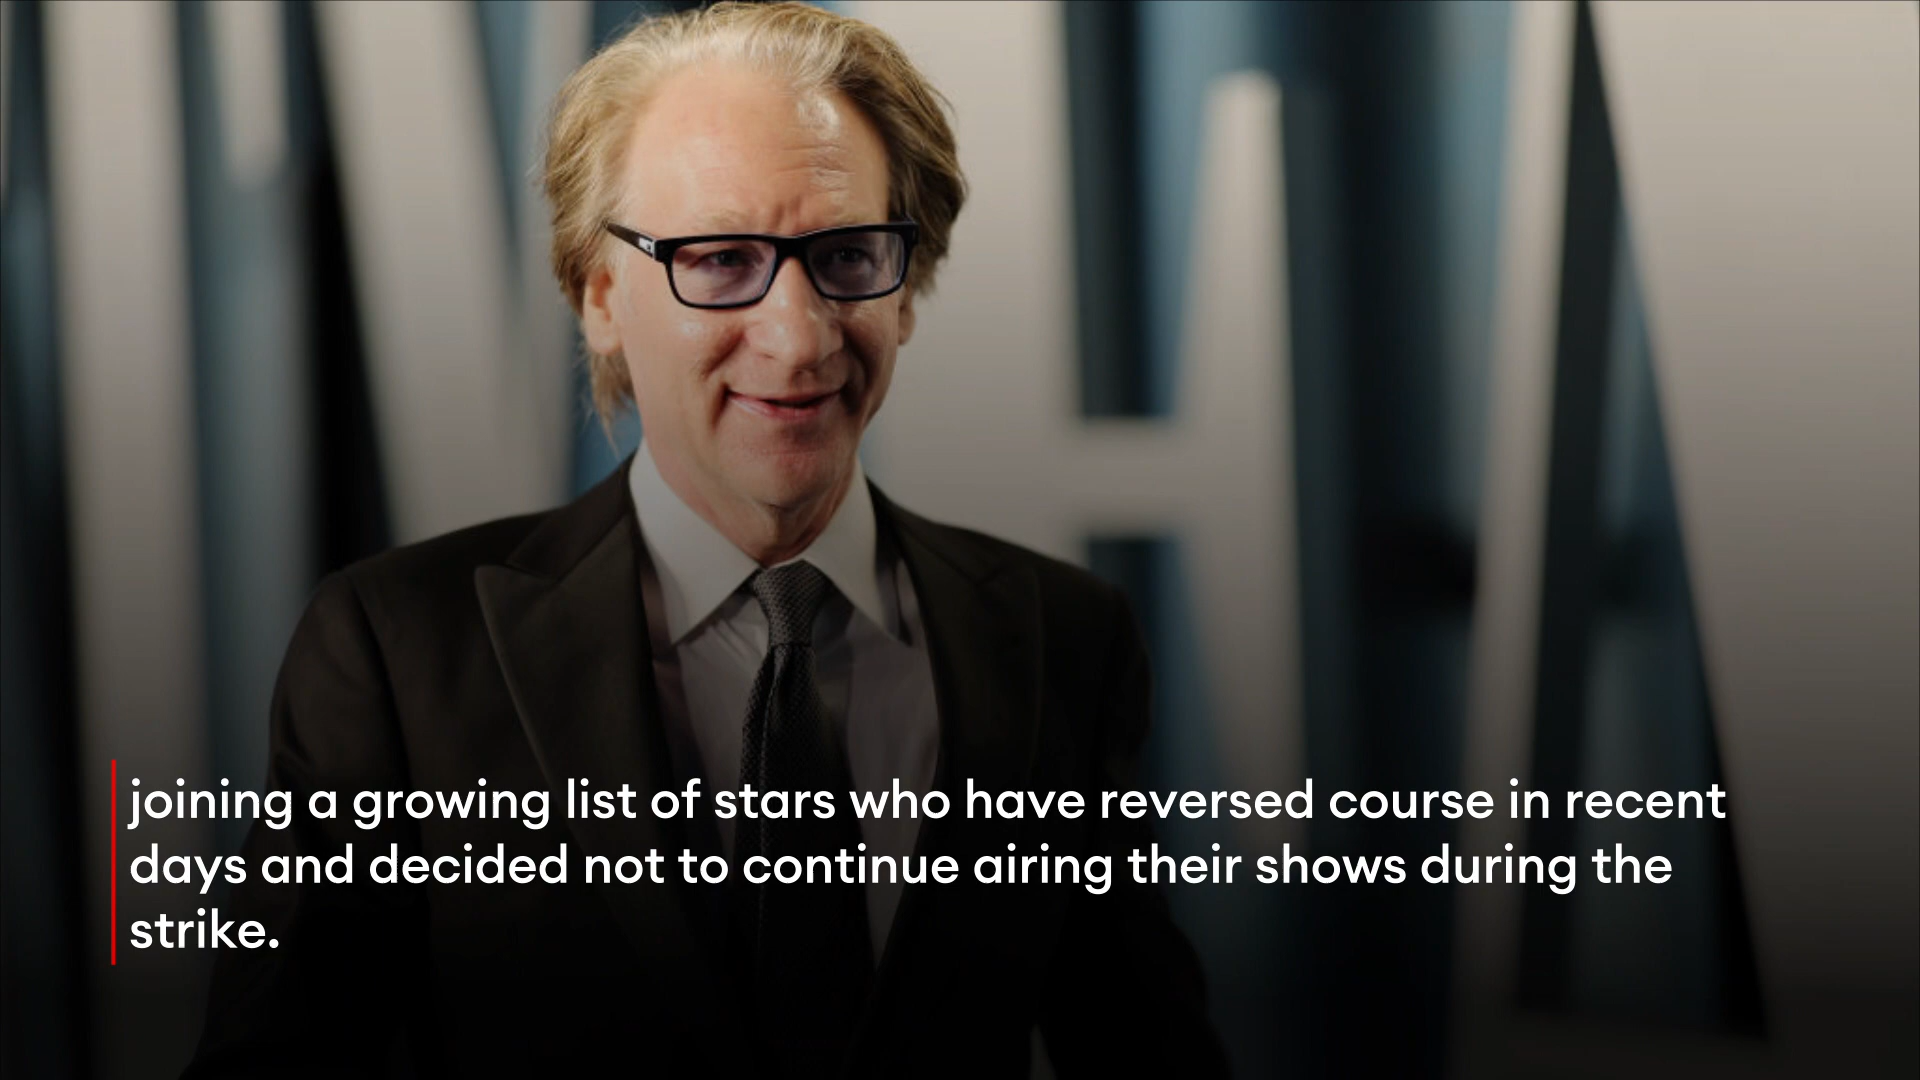 joining a growing list of stars who have reversed course in recent
days and decided not to continue airing their shows during the
strike.